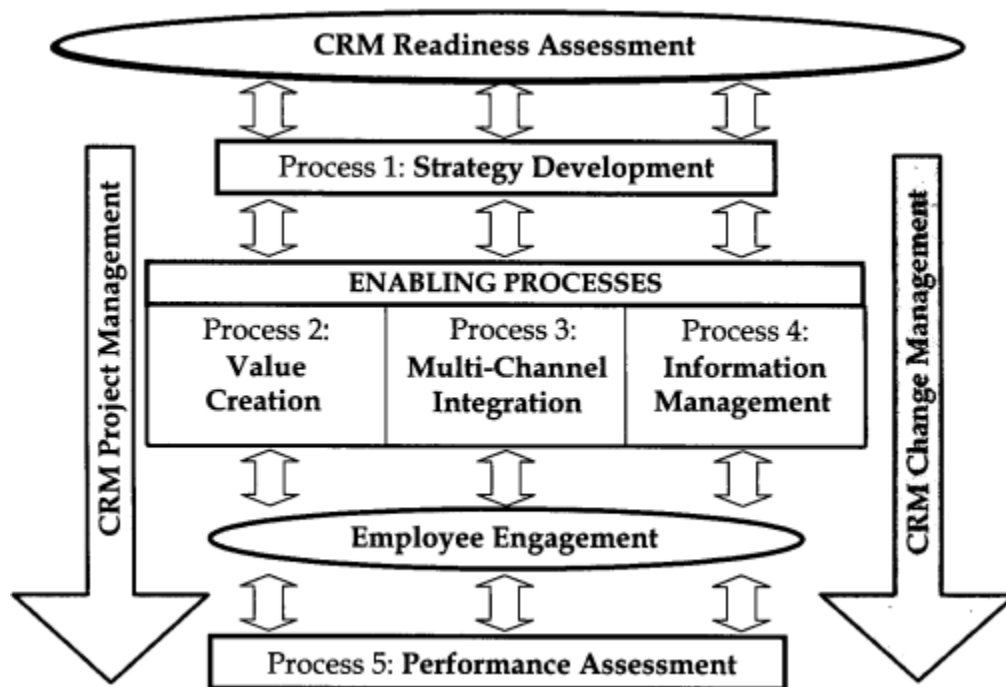 CRM Readiness Assessment
Process 1: Strategy Development
CRM Project Management
CRM Change Management
ENABLING PROCESSES
Process 2:
Value
Creation
Process 3:
Multi-Channel
Integration
Process 4:
Information
Management
Employee Engagement
Process 5: Performance Assessment